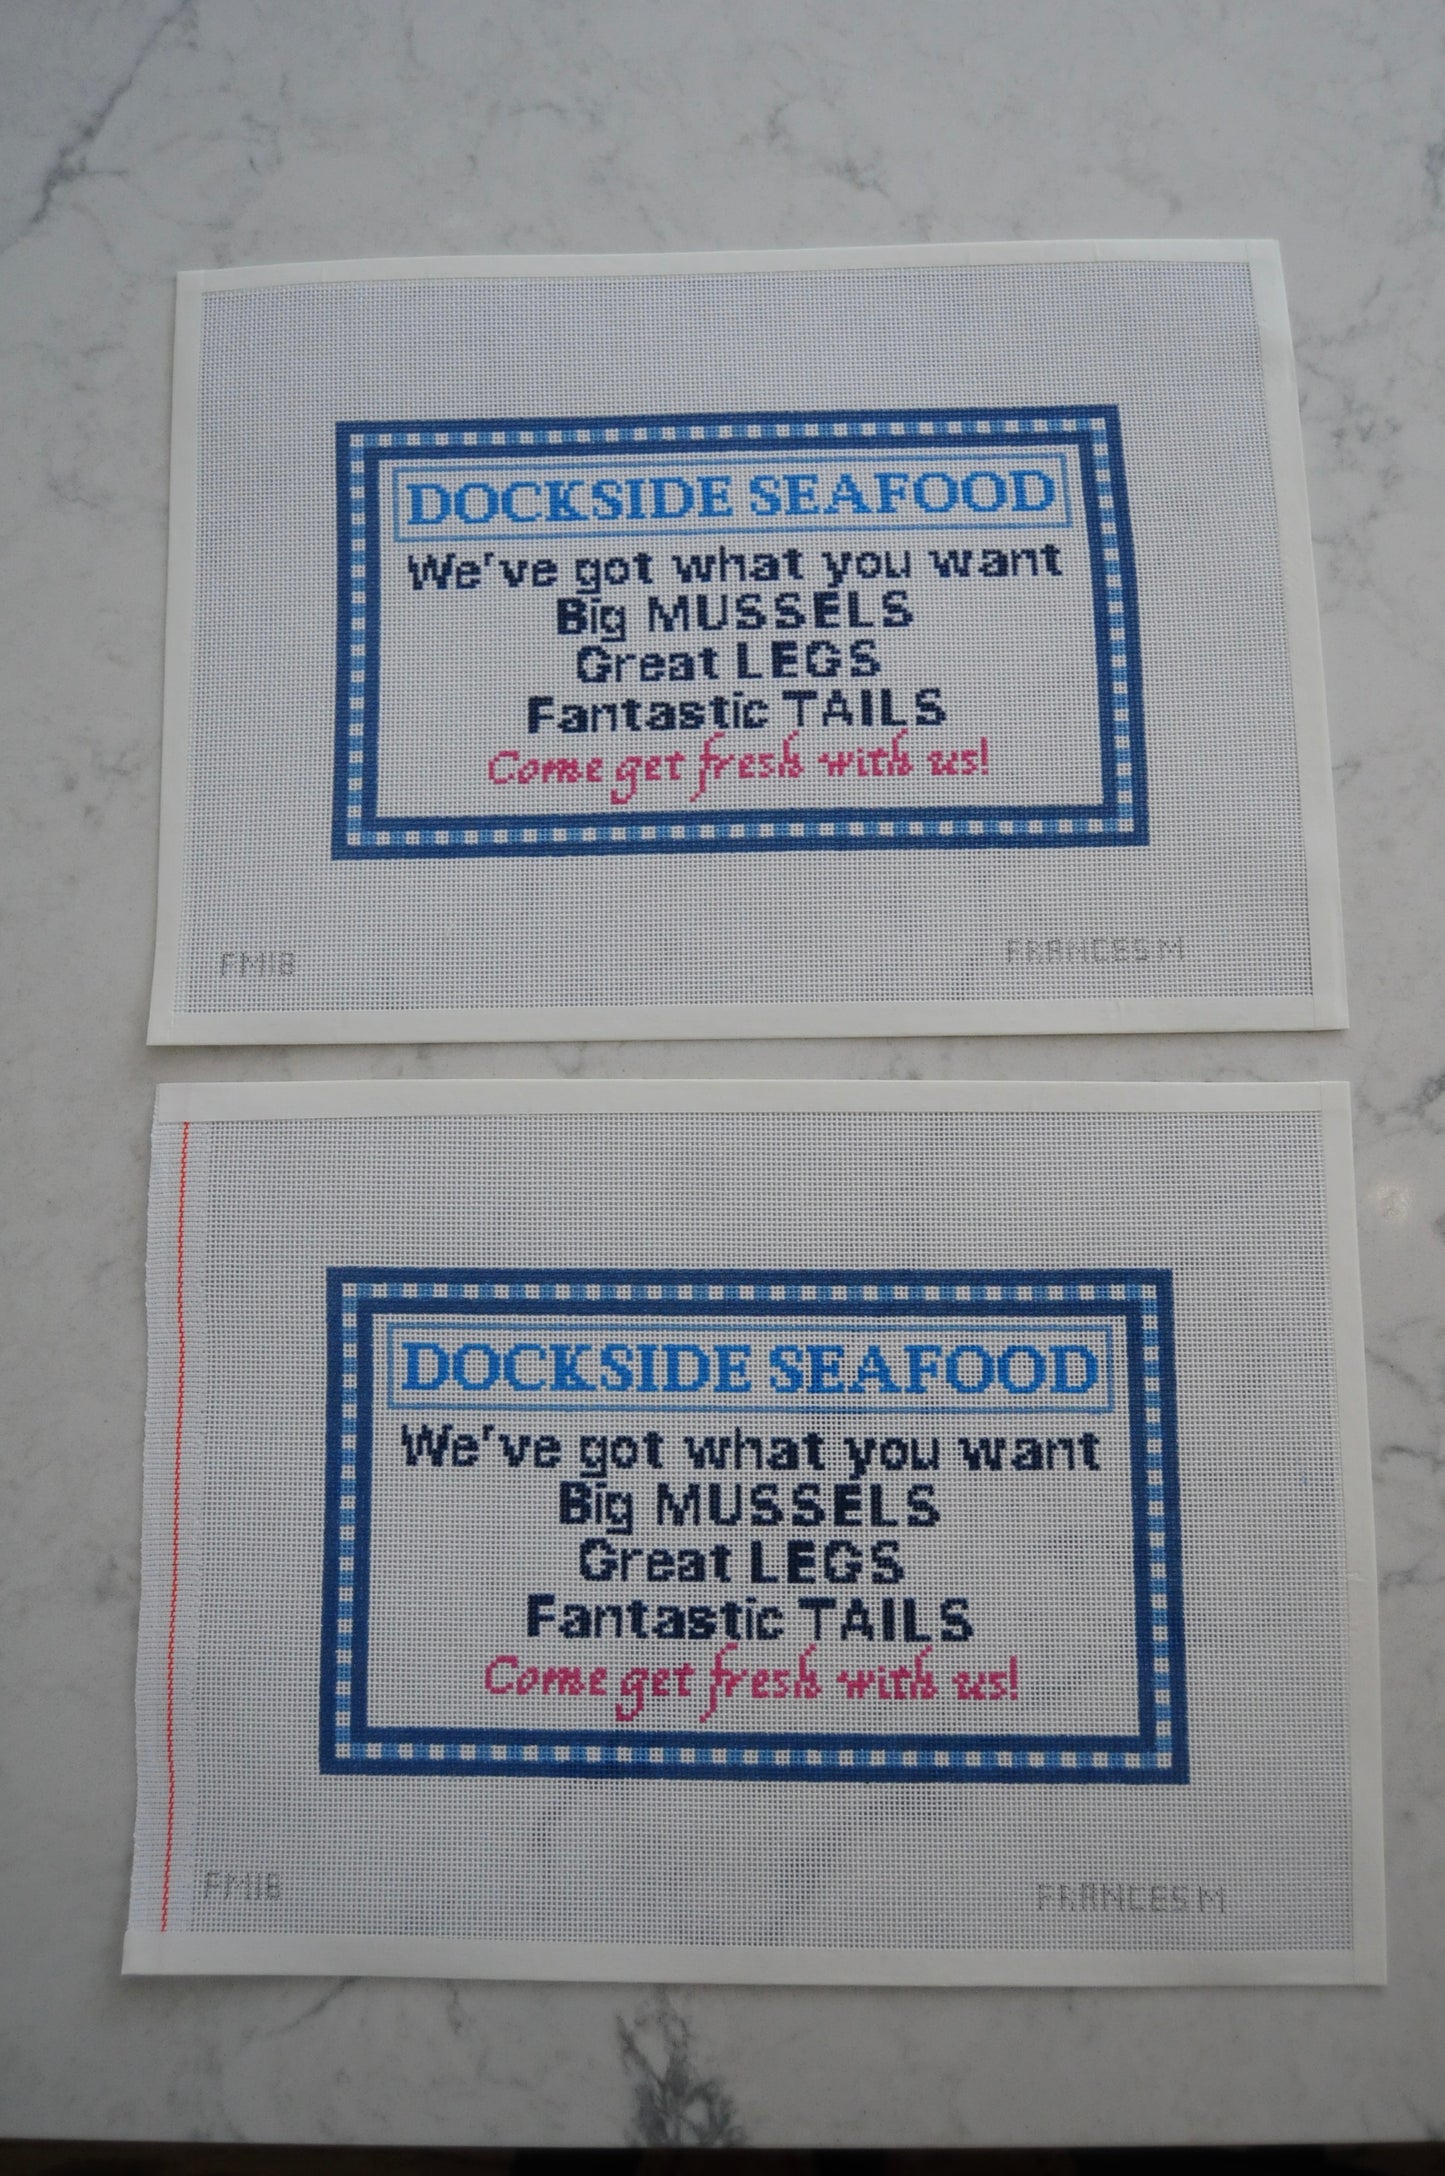 DOCKSIDE SEAFOOD
We've got what you want
Big MUSSELS
Great LEGS
Fantastic TAILS
Come get fresh with us!
FM18
FRANCES M
DOCKSIDE SEAFOOD
We've got what you want
Big MUSSELS
Great LEGS
Fantastic TAILS
Come get fresh with us!
FM18
FRANCES M